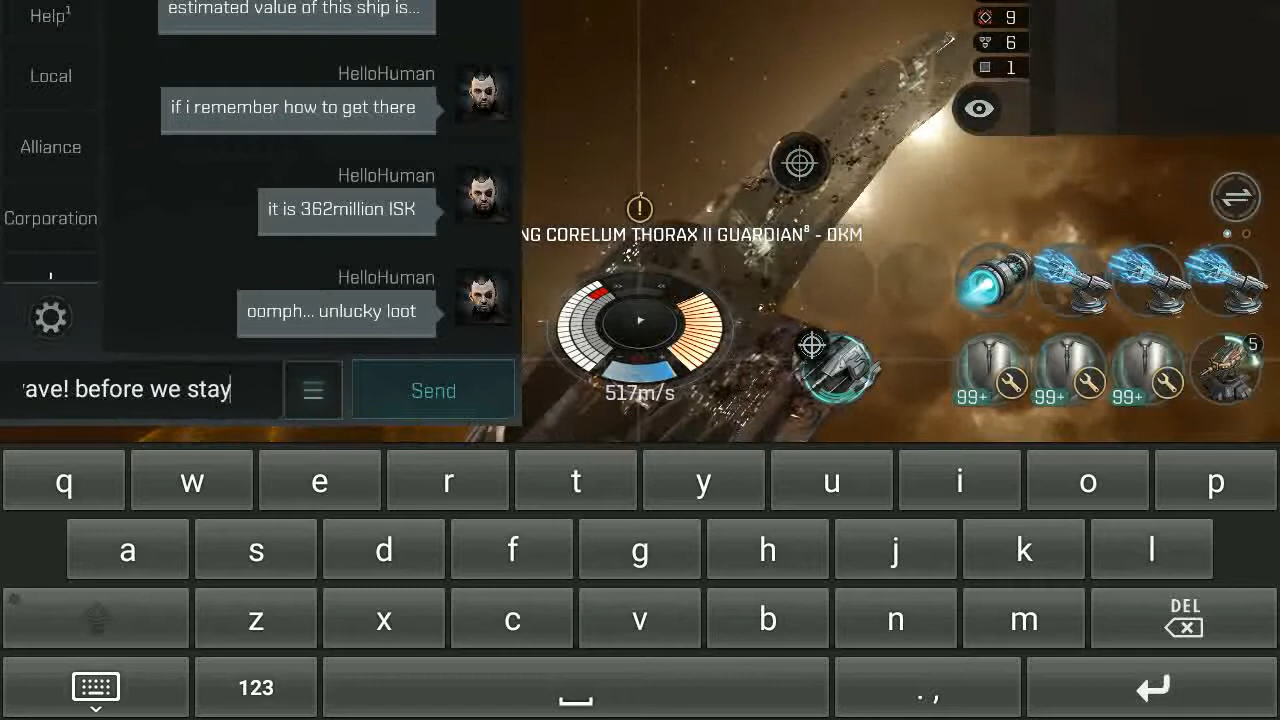 Help¹
Local
Alliance
Corporation
estimated value of this ship is...
HelloHuman
if i remember how to get there
HelloHuman
it is 362million ISK
HelloHuman
oomph... unlucky loot
ave! before we stay
Send
9
6
1
NG CORELUM THORAX II GUARDIAN⁸ - 0KM
517m/s
5
99+
99+
99+
q w e r t y u i o p
a s d f g h j k l
z x c v b n m DEL
123 . ,